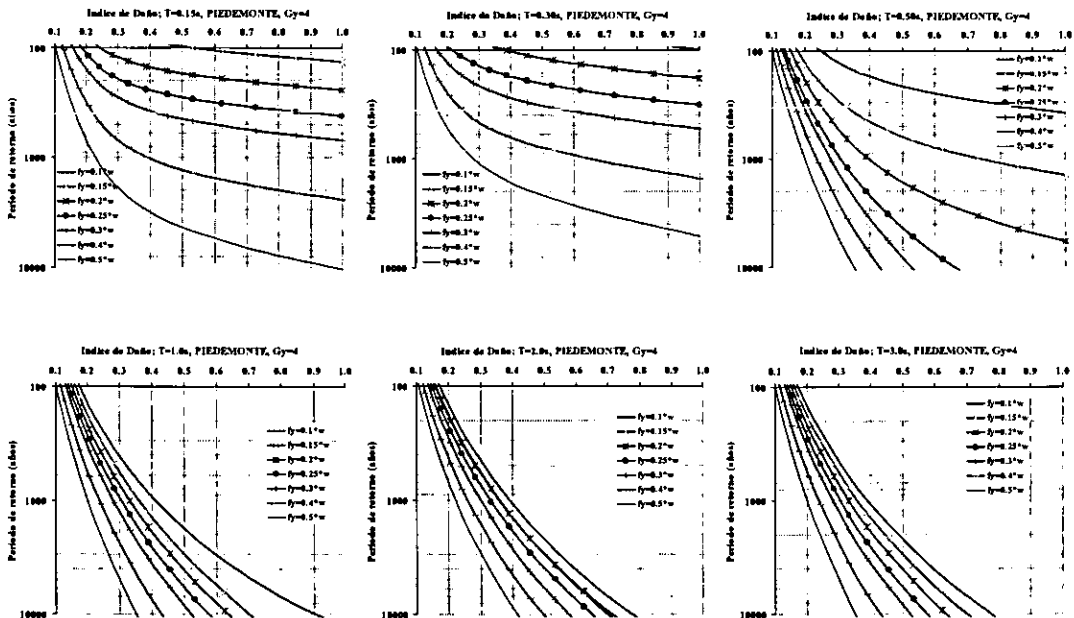 Indice de Daño; T=0.15s, PIEDEMONTE, Gy=4
0.1 0.2 0.3 0.4 0.5 0.6 0.7 0.8 0.9 1.0
100
1000
10000
Período de retorno (años)
fy=0.1*w
fy=0.15*w
fy=0.2*w
fy=0.25*w
fy=0.3*w
fy=0.4*w
fy=0.5*w
Indice de Daño; T=0.30s, PIEDEMONTE, Gy=4
0.1 0.2 0.3 0.4 0.5 0.6 0.7 0.8 0.9 1.0
100
1000
10000
Período de retorno (años)
fy=0.1*w
fy=0.15*w
fy=0.2*w
fy=0.25*w
fy=0.3*w
fy=0.4*w
fy=0.5*w
Indice de Daño; T=0.50s, PIEDEMONTE, Gy=4
0.1 0.2 0.3 0.4 0.5 0.6 0.7 0.8 0.9 1.0
100
1000
10000
Período de retorno (años)
fy=0.1*w
fy=0.15*w
fy=0.2*w
fy=0.25*w
fy=0.3*w
fy=0.4*w
fy=0.5*w
Indice de Daño; T=1.0s, PIEDEMONTE, Gy=4
0.1 0.2 0.3 0.4 0.5 0.6 0.7 0.8 0.9 1.0
100
1000
10000
Período de retorno (años)
fy=0.1*w
fy=0.15*w
fy=0.2*w
fy=0.25*w
fy=0.3*w
fy=0.4*w
fy=0.5*w
Indice de Daño; T=2.0s, PIEDEMONTE, Gy=4
0.1 0.2 0.3 0.4 0.5 0.6 0.7 0.8 0.9 1.0
100
1000
10000
Período de retorno (años)
fy=0.1*w
fy=0.15*w
fy=0.2*w
fy=0.25*w
fy=0.3*w
fy=0.4*w
fy=0.5*w
Indice de Daño; T=3.0s, PIEDEMONTE, Gy=4
0.1 0.2 0.3 0.4 0.5 0.6 0.7 0.8 0.9 1.0
100
1000
10000
Período de retorno (años)
fy=0.1*w
fy=0.15*w
fy=0.2*w
fy=0.25*w
fy=0.3*w
fy=0.4*w
fy=0.5*w